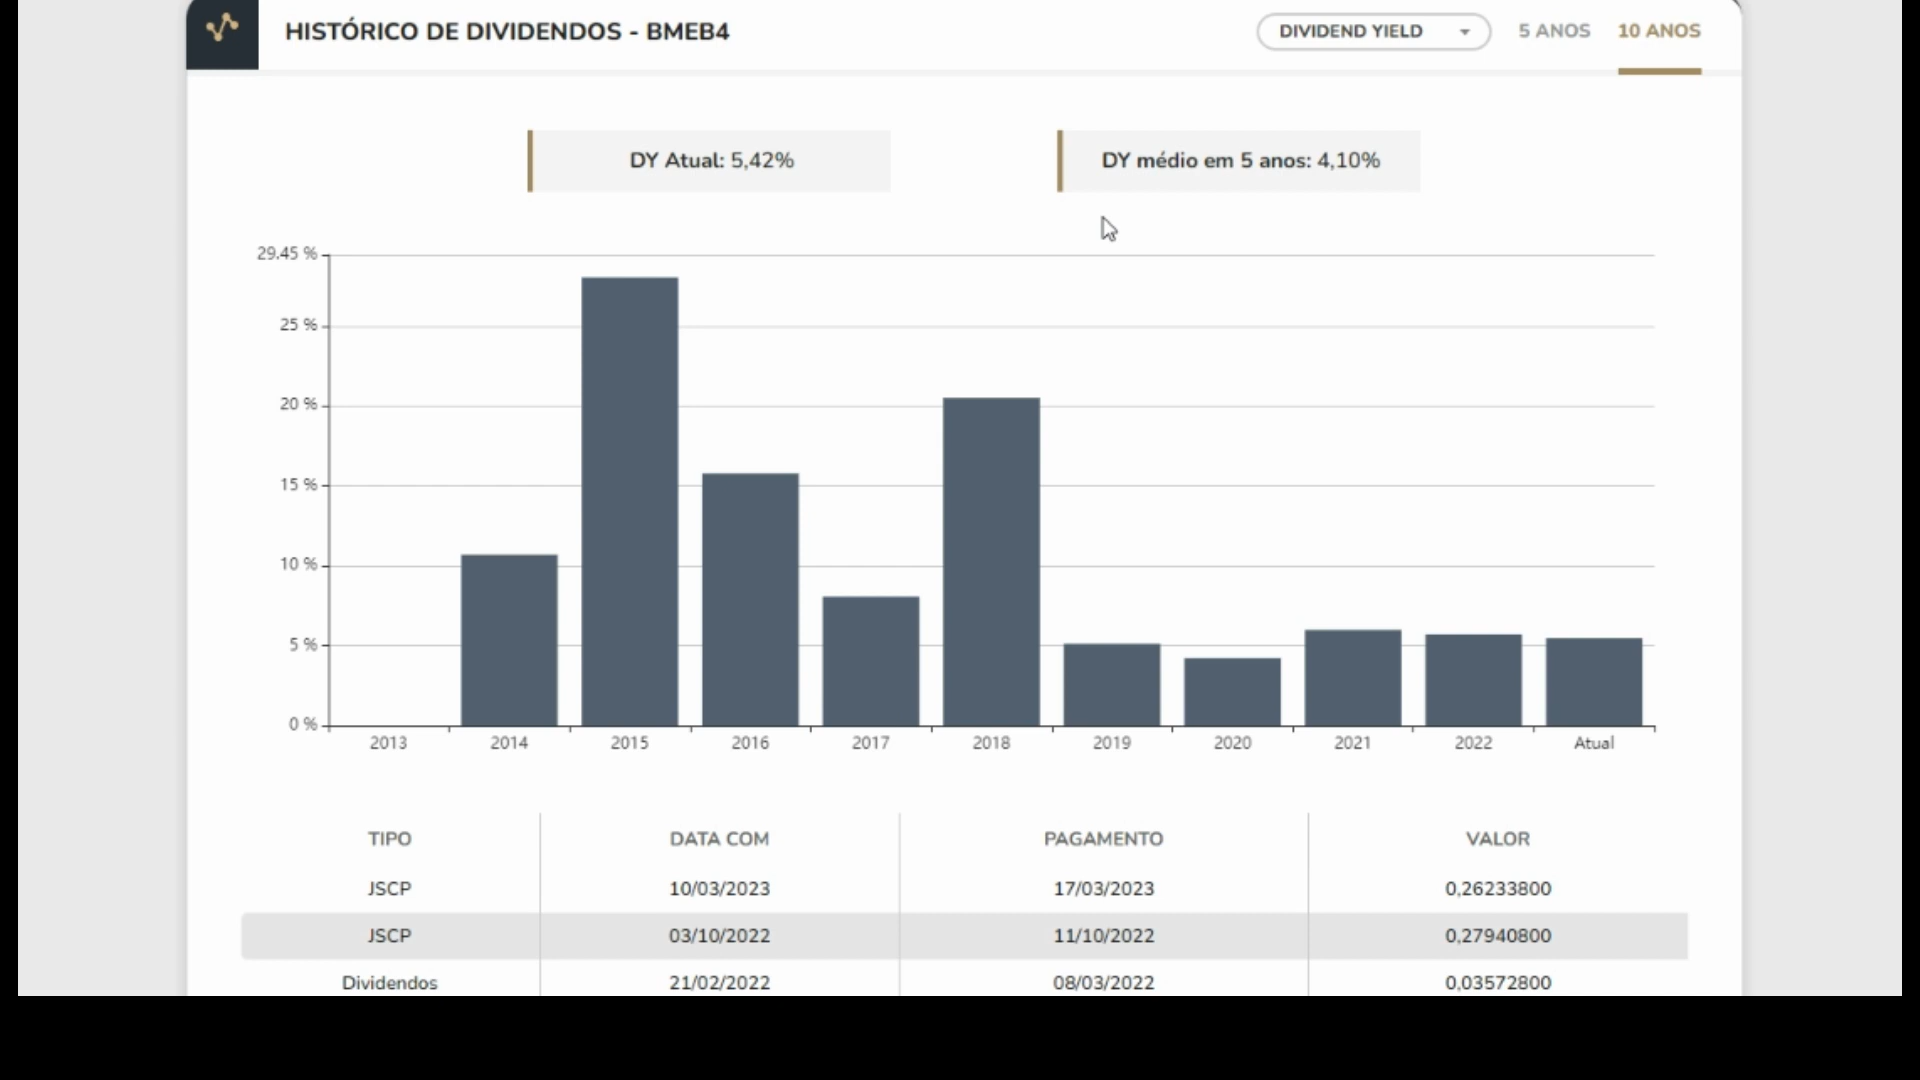 HISTÓRICO DE DIVIDENDOS - BMEB4
DIVIDEND YIELD
5 ANOS
10 ANOS
DY Atual: 5,42%
DY médio em 5 anos: 4,10%
29.45 %
25 %
20 %
15 %
10 %
5 %
0 %
2013 2014 2015 2016 2017 2018 2019 2020 2021 2022 Atual
TIPO DATA COM PAGAMENTO VALOR
JSCP 10/03/2023 17/03/2023 0,26233800
JSCP 03/10/2022 11/10/2022 0,27940800
Dividendos 21/02/2022 08/03/2022 0,03572800